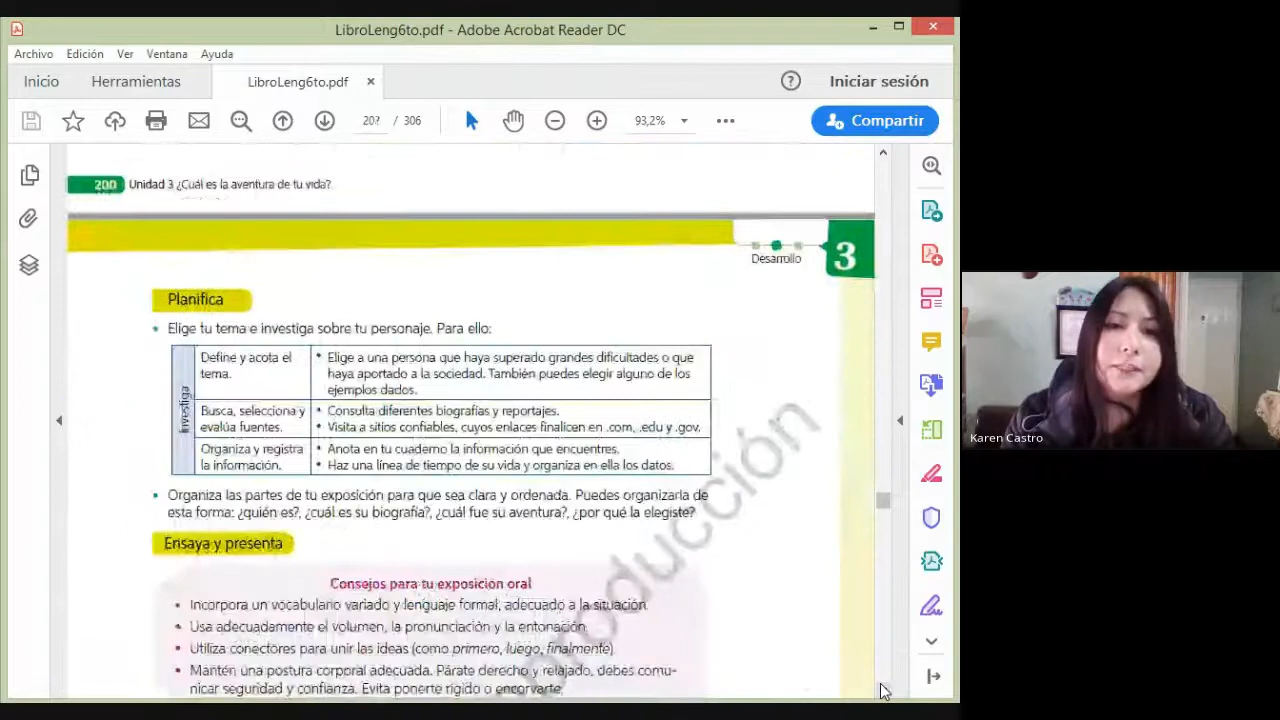 LibroLeng6to.pdf - Adobe Acrobat Reader DC
Archivo Edición Ver Ventana Ayuda
Inicio Herramientas LibroLeng6to.pdf Iniciar sesión
/ 306 93,2% Compartir
200 Unidad 3 ¿Cuál es la aventura de tu vida?
Desarrollo 3
Planifica
• Elige tu tema e investiga sobre tu personaje. Para ello:
Investiga
Define y acota el tema.
• Elige a una persona que haya superado grandes dificultades o que
haya aportado a la sociedad. También puedes elegir alguno de los
ejemplos dados.
Busca, selecciona y evalúa fuentes.
• Consulta diferentes biografías y reportajes.
• Visita a sitios confiables, cuyos enlaces finalicen en .com, .edu y .gov.
Organiza y registra la información.
• Anota en tu cuaderno la información que encuentres.
• Haz una línea de tiempo de su vida y organiza en ella los datos.
• Organiza las partes de tu exposición para que sea clara y ordenada. Puedes organizarla de
esta forma: ¿quién es?, ¿cuál es su biografía?, ¿cuál fue su aventura?, ¿por qué la elegiste?
Ensaya y presenta
Consejos para tu exposición oral
• Incorpora un vocabulario variado y lenguaje formal, adecuado a la situación.
• Usa adecuadamente el volumen, la pronunciación y la entonación.
• Utiliza conectores para unir las ideas (como primero, luego, finalmente).
• Mantén una postura corporal adecuada. Párate derecho y relajado, debes comu-
nicar seguridad y confianza. Evita ponerte rígido o encorvarte.
Karen Castro